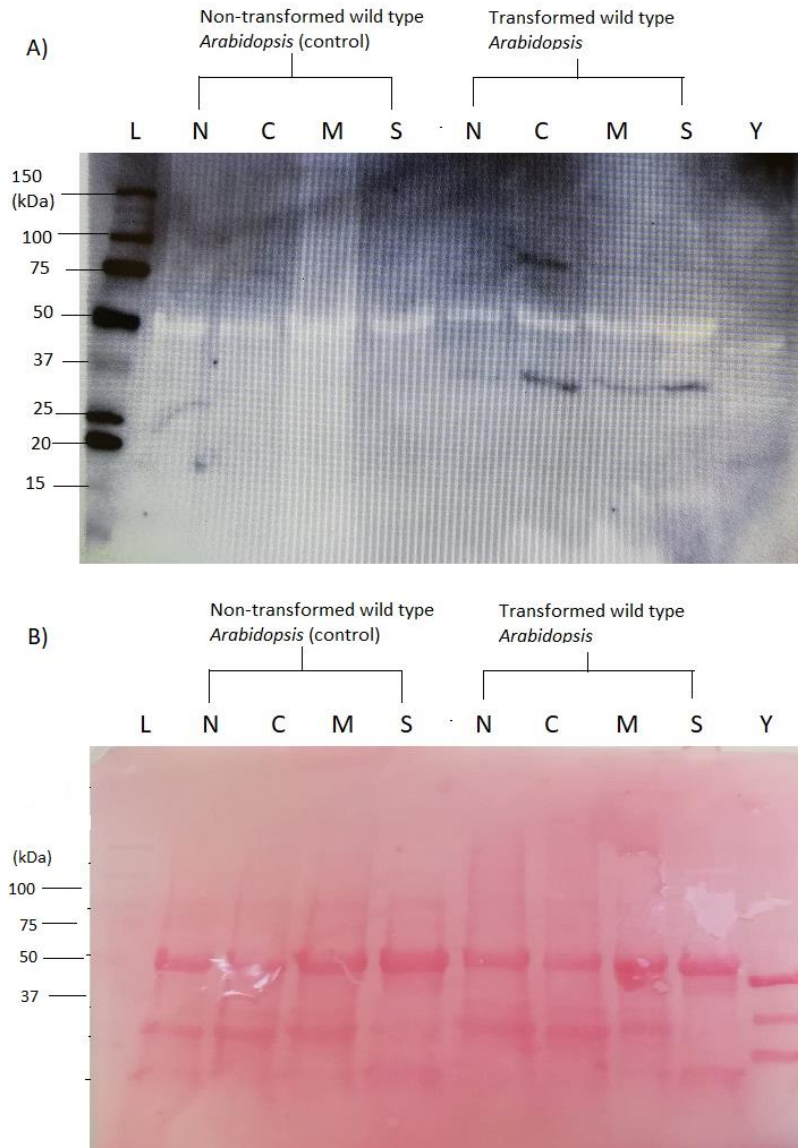 A)
Non-transformed wild type
Arabidopsis (control)
Transformed wild type
Arabidopsis
L N C M S N C M S Y
150
(kDa)
100
75
50
37
25
20
15
B)
Non-transformed wild type
Arabidopsis (control)
Transformed wild type
Arabidopsis
L N C M S N C M S Y
(kDa)
100
75
50
37